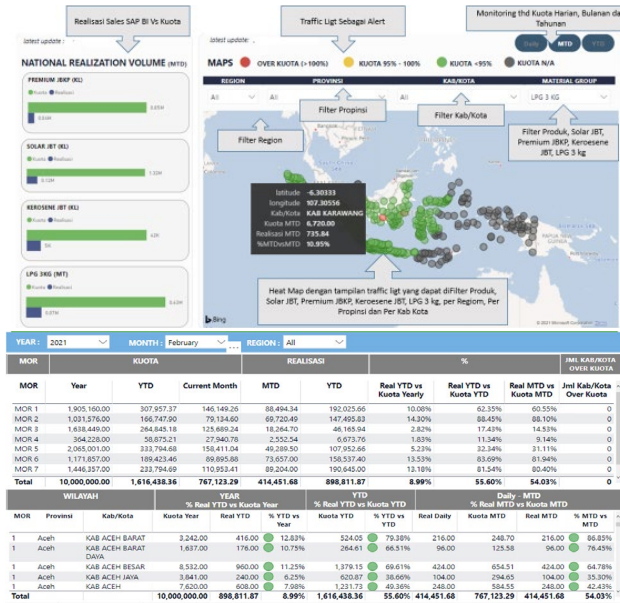 Realisasi Sales SAP BI Vs Kuota
Traffic Ligt Sebagai Alert
Monitoring thd Kuota Harian, Bulanan da
Tahunan
latest update :
latest update:
Daily MTD YTD
NATIONAL REALIZATION VOLUME (MTD)
MAPS OVER KUOTA (>100%) KUOTA 95% - 100% KUOTA <95% KUOTA N/A
REGION PROVINSI KAB/KOTA MATERIAL GROUP
All All All LPG 3 KG
PREMIUM JBKP (KL)
Kuota Realisasi
SOLAR JBT (KL)
Kuota Realisasi
1.32M
0.12M
KEROSENE JBT (KL)
Kuota Realisasi
42K
5K
LPG 3KG (MT)
Kuota Realisasi
0.63M
0.07M
Filter Region
Filter Propinsi
Filter Kab/Kota
Filter Produk, Solar JBT,
Premium JBKP, Keroesene
JBT, LPG 3 kg
latitude -6.30333
longitude 107.30556
Kab/Kota KAB KARAWANG
Kuota MTD 6,720.00
Realisasi MTD 735.84
%MTDvsMTD 10.95%
Heat Map dengan tampilan traffic ligt yang dapat diFilter Produk,
Solar JBT, Premium JBKP, Keroesene JBT, LPG 3 kg, per Regiom, Per
Propinsi dan Per Kab Kota
Bing
YEAR : 2021 MONTH : February ... REGION : All
MOR KUOTA REALISASI % JML KAB/KOTA
OVER KUOTA
MOR Year YTD Current Month MTD YTD Real YTD vs Kuota Yearly Real YTD vs Kuota YTD Real MTD vs Kuota MTD Jml Kab/Kota Over Kuota
MOR 1 1,905,160.00 307,957.37 146,149.26 88,494.34 192,025.66 10.08% 62.35% 60.55% 0
MOR 2 1,031,576.00 166,747.90 79,134.60 69,720.49 147,495.83 14.30% 88.45% 88.10% 0
MOR 3 1,638,449.00 264,845.18 125,689.24 18,264.70 46,165.94 2.82% 17.43% 14.53% 0
MOR 4 364,228.00 58,875.21 27,940.78 2,552.54 6,673.76 1.83% 11.34% 9.14% 0
MOR 5 2,065,001.00 333,794.68 158,411.04 49,289.50 107,952.66 5.23% 32.34% 31.11% 0
MOR 6 1,171,857.00 189,423.46 89,895.88 73,657.00 158,537.40 13.53% 83.69% 81.94% 0
MOR 7 1,446,357.00 233,794.69 110,953.41 89,204.00 190,645.00 13.18% 81.54% 80.40% 0
Total 10,000,000.00 1,616,438.36 767,123.29 414,451.68 898,811.87 8.99% 55.60% 54.03% 0
WILAYAH YEAR YTD Daily - MTD
% Real YTD vs Kuota Year % Real YTD vs Kuota YTD % Real MTD vs Kuota MTD
MOR Provinsi Kab/Kota Kuota Year Real YTD % YTD vs Year Kuota YTD % YTD vs YTD Real Daily Kuota MTD Real MTD % MTD vs MTD
1 Aceh KAB ACEH BARAT 3,242.00 416.00 12.83% 524.05 79.38% 216.00 248.70 216.00 86.85%
1 Aceh KAB ACEH BARAT DAYA 1,637.00 176.00 10.75% 264.61 66.51% 96.00 125.58 96.00 76.45%
1 Aceh KAB ACEH BESAR 8,532.00 960.00 11.25% 1,379.15 69.61% 424.00 654.51 424.00 64.78%
1 Aceh KAB ACEH JAYA 3,841.00 240.00 6.25% 620.87 38.66% 104.00 294.65 104.00 35.30%
1 Aceh KAB ACEH 7,620.00 608.00 7.98% 1,231.73 49.36% 248.00 584.55 248.00 42.43%
Total 10,000,000.00 898,811.87 8.99% 1,616,438.36 55.60% 414,451.68 767,123.29 414,451.68 54.03%